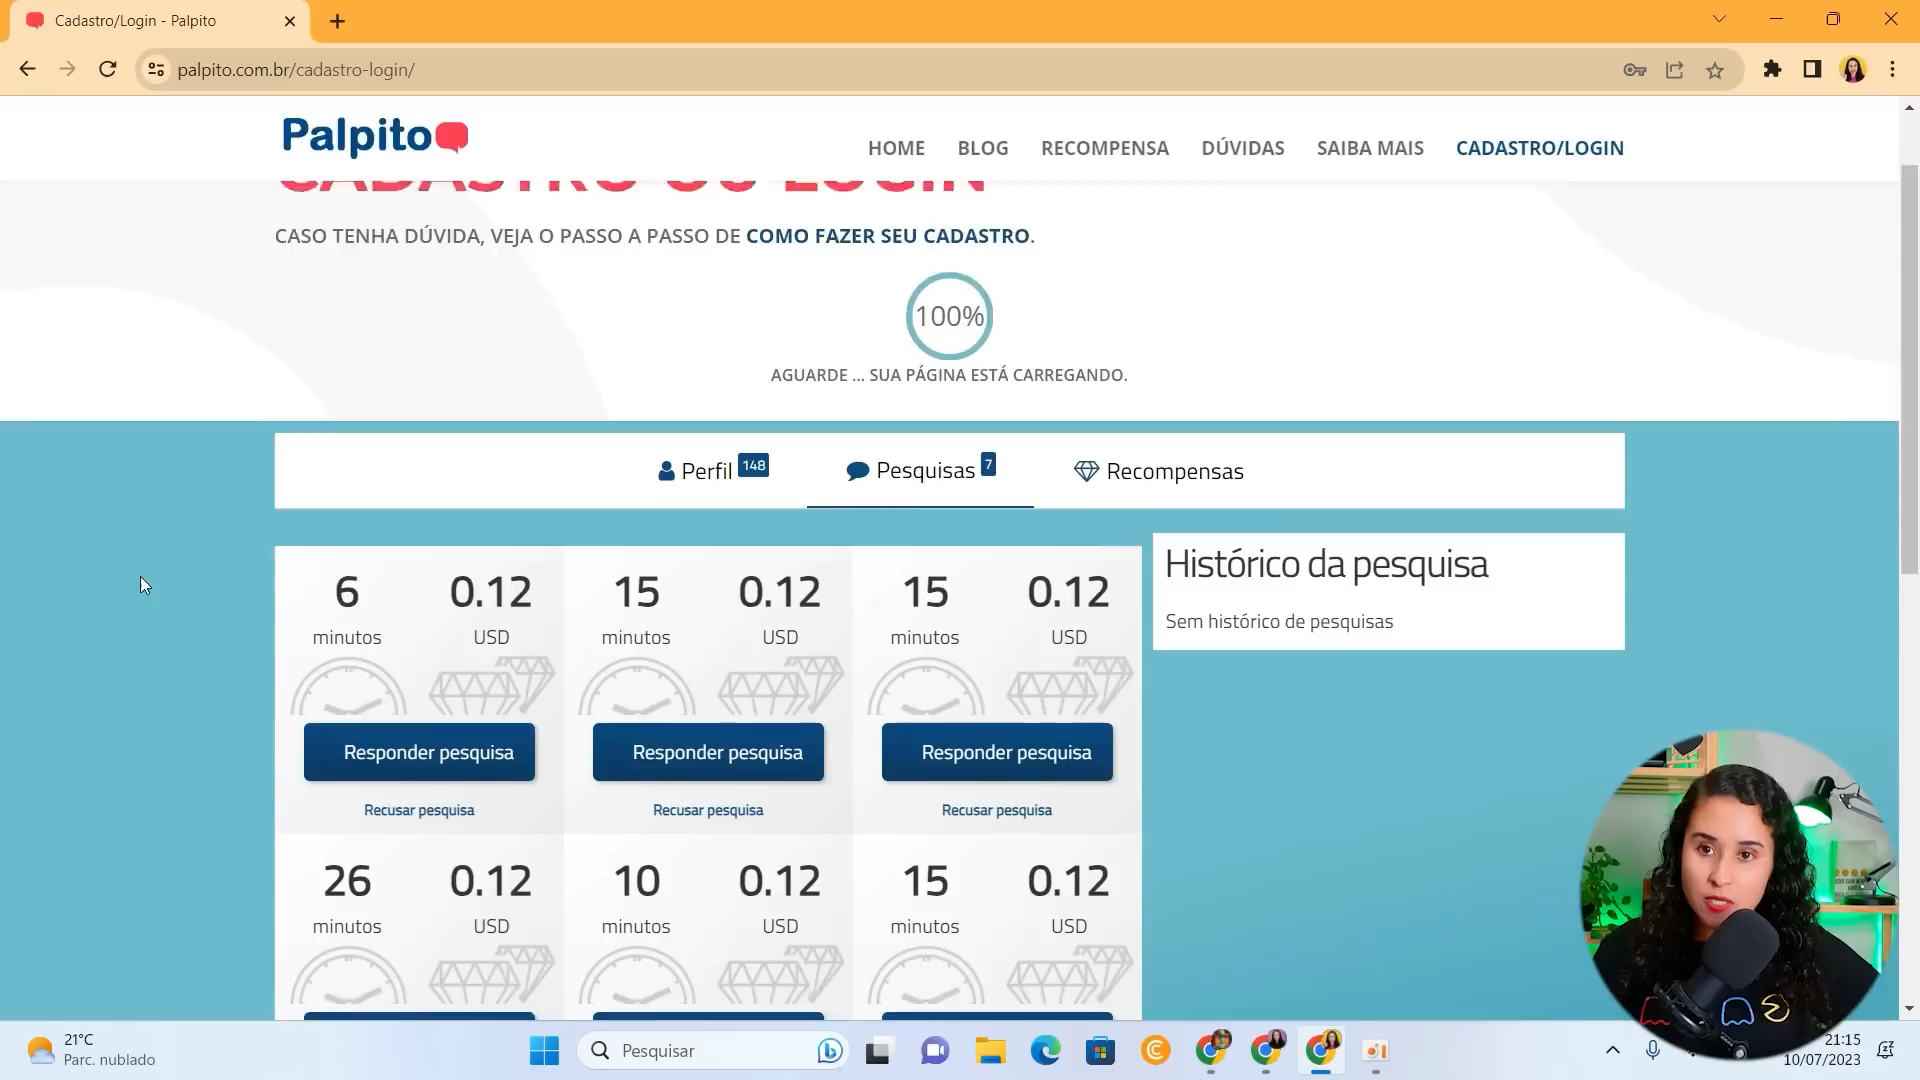 Cadastro/Login - Palpito
palpito.com.br/cadastro-login/
Palpito
HOME BLOG RECOMPENSA DÚVIDAS SAIBA MAIS CADASTRO/LOGIN
CADASTRO OU LOGIN
CASO TENHA DÚVIDA, VEJA O PASSO A PASSO DE COMO FAZER SEU CADASTRO.
100%
AGUARDE ... SUA PÁGINA ESTÁ CARREGANDO.
Perfil 148 Pesquisas 7 Recompensas
6 0.12 15 0.12 15 0.12
minutos USD minutos USD minutos USD
Responder pesquisa Responder pesquisa Responder pesquisa
Recusar pesquisa Recusar pesquisa Recusar pesquisa
26 0.12 10 0.12 15 0.12
minutos USD minutos USD minutos USD
Histórico da pesquisa
Sem histórico de pesquisas
21°C
Parc. nublado
Pesquisar
21:15
10/07/2023